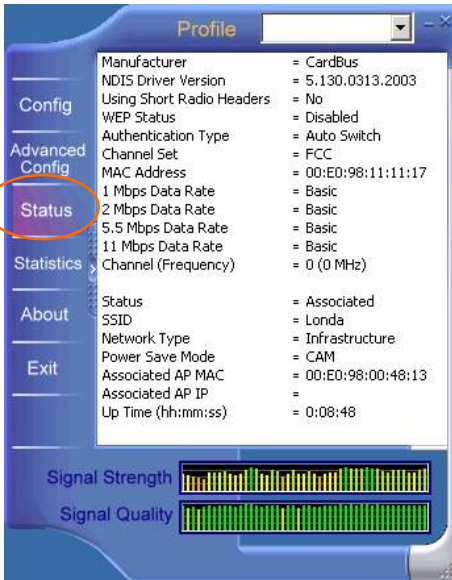 Profile
Config
Advanced
Config
Status
Statistics
About
Exit
Manufacturer = CardBus
NDIS Driver Version = 5.130.0313.2003
Using Short Radio Headers = No
WEP Status = Disabled
Authentication Type = Auto Switch
Channel Set = FCC
MAC Address = 00:E0:98:11:11:17
1 Mbps Data Rate = Basic
2 Mbps Data Rate = Basic
5.5 Mbps Data Rate = Basic
11 Mbps Data Rate = Basic
Channel (Frequency) = 0 (0 MHz)
Status = Associated
SSID = Londa
Network Type = Infrastructure
Power Save Mode = CAM
Associated AP MAC = 00:E0:98:00:48:13
Associated AP IP =
Up Time (hh:mm:ss) = 0:08:48
Signal Strength
Signal Quality